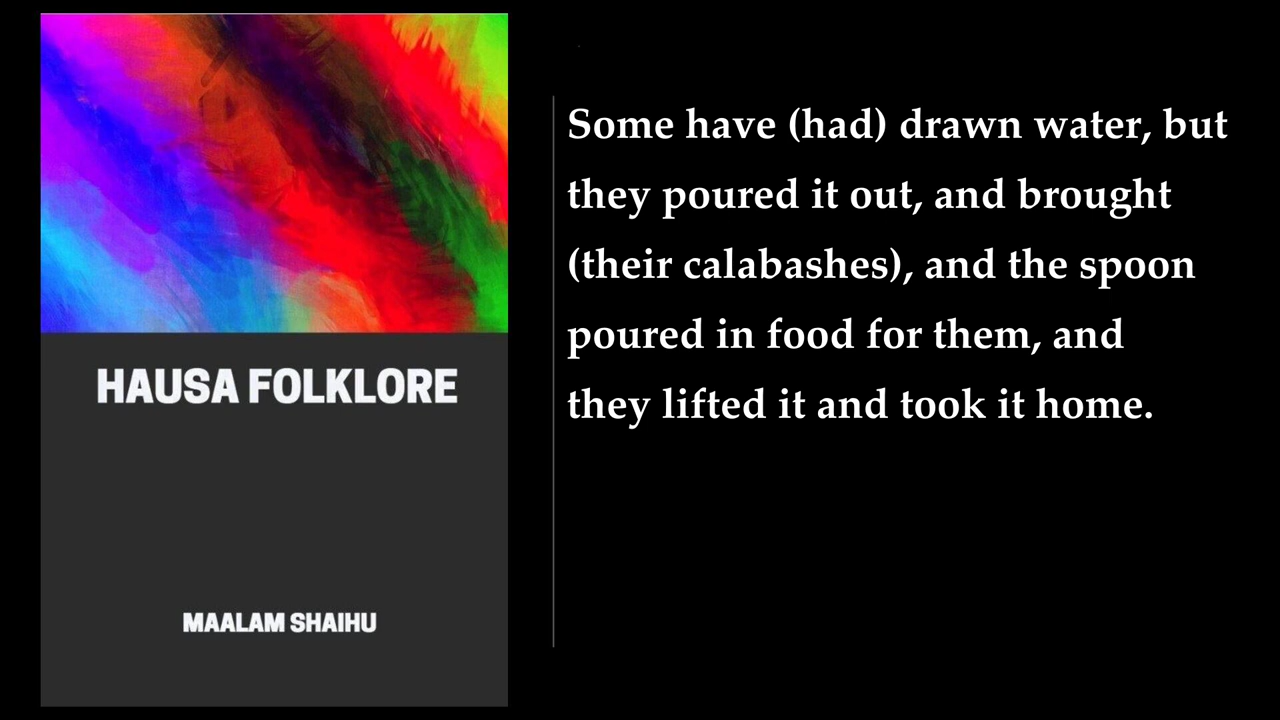 HAUSA FOLKLORE
MAALAM SHAIHU
Some have (had) drawn water, but
they poured it out, and brought
(their calabashes), and the spoon
poured in food for them, and
they lifted it and took it home.